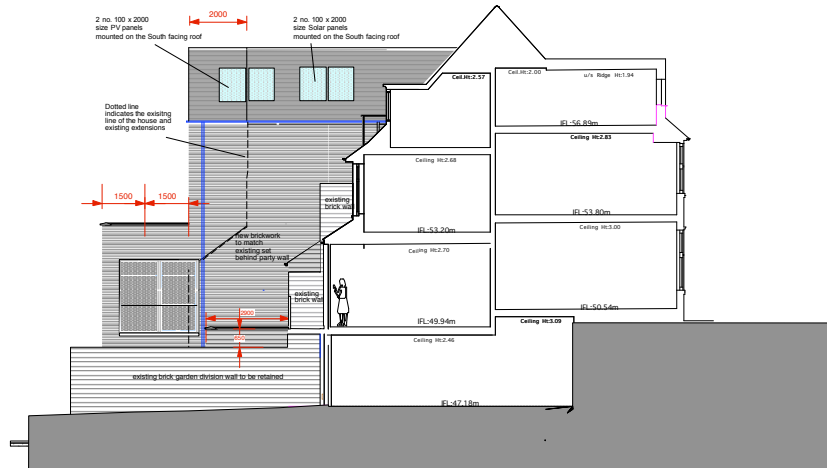 2 no. 100 x 2000
size PV panels
mounted on the South facing roof
2000
2 no. 100 x 2000
size Solar panels
mounted on the South facing roof
Ceil.Ht:2.57
Ceil.Ht:2.00
u/s Ridge Ht:1.94
Dotted line
indicates the exisitng
line of the house and
existing extensions
IFL:56.89m
Ceiling Ht:2.83
Ceiling Ht:2.68
1500
1500
existing
brick wall
IFL:53.80m
Ceiling Ht:3.00
IFL:53.20m
new brickwork
to match
existing set
behind party wall
Ceiling Ht:2.70
existing
brick wall
IFL:50.54m
2900
IFL:49.94m
Ceiling Ht:3.09
650
Ceiling Ht:2.46
existing brick garden division wall to be retained
IFL:47.18m